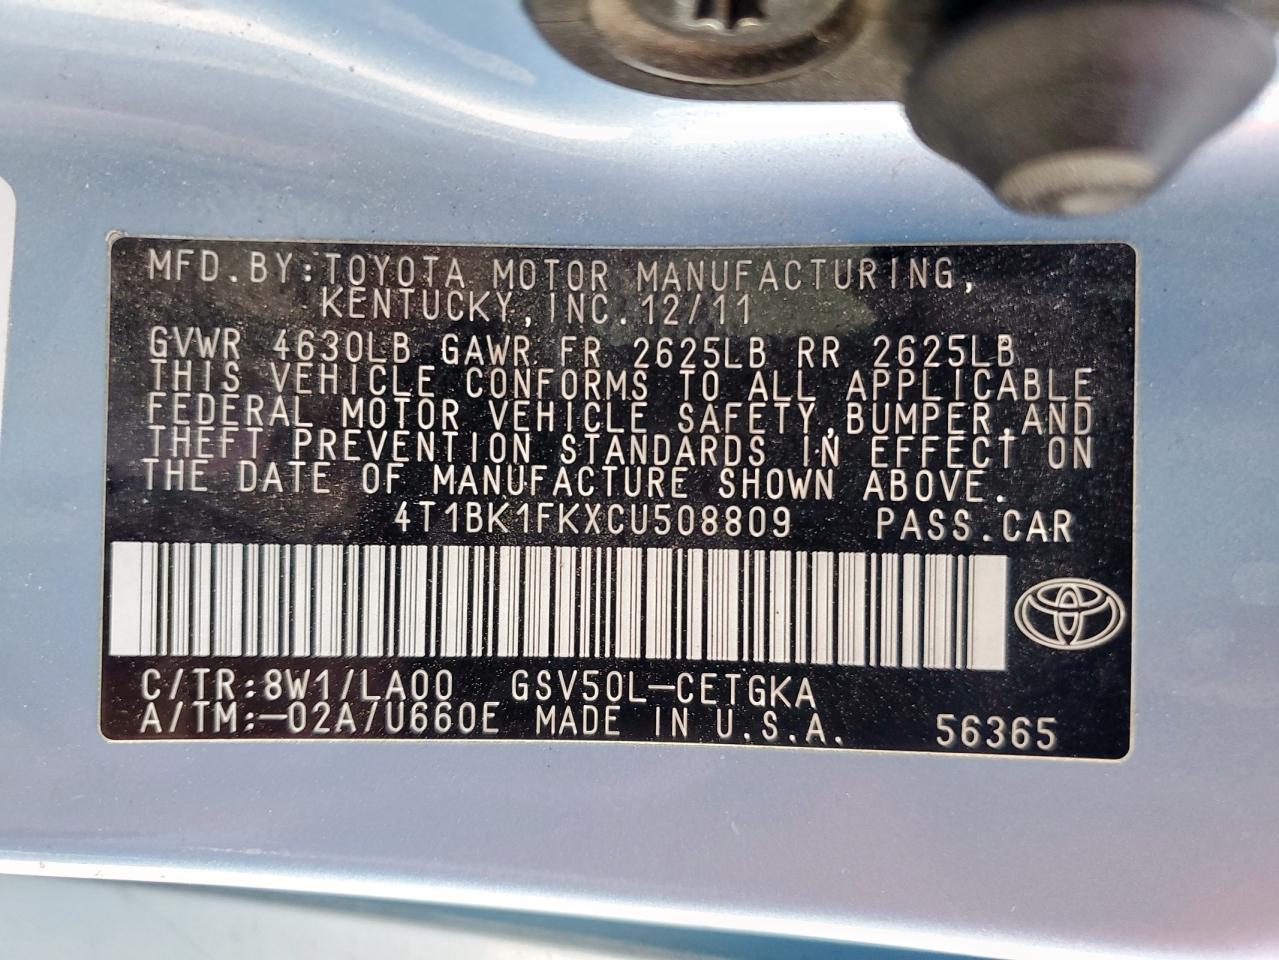 MFD.BY:TOYOTA MOTOR MANUFACTURING,
KENTUCKY,INC.12/11
GVWR 4630LB GAWR FR 2625LB RR 2625LB
THIS VEHICLE CONFORMS TO ALL APPLICABLE
FEDERAL MOTOR VEHICLE SAFETY,BUMPER,AND
THEFT PREVENTION STANDARDS IN EFFECT ON
THE DATE OF MANUFACTURE SHOWN ABOVE.
4T1BK1FKXCU508809 PASS.CAR
C/TR:8W1/LA00 GSV50L-CETGKA
A/TM:-02A/U660E MADE IN U.S.A. 56365